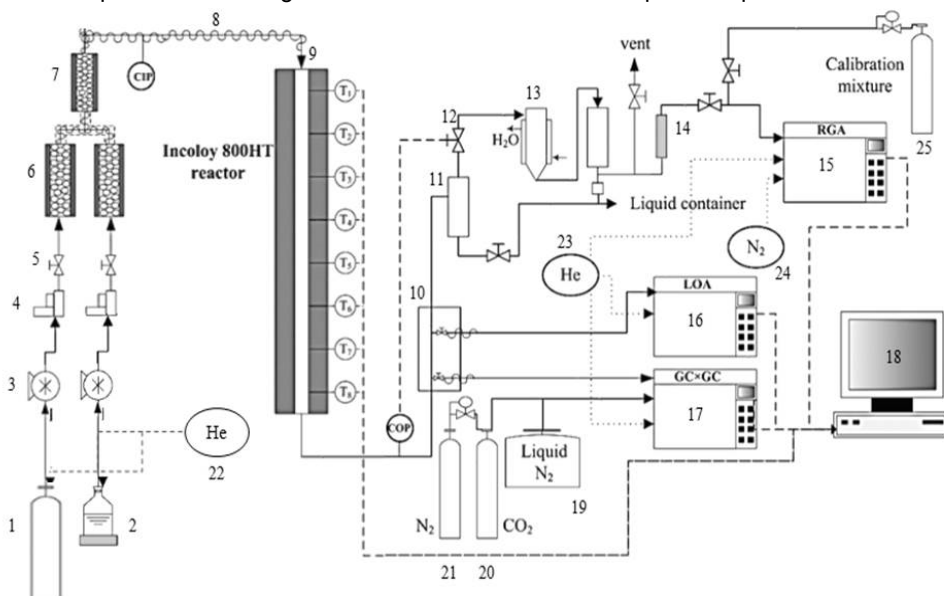 8
7
CIP
9
T1
T2
T3
T4
T5
T6
T7
T8
Incoloy 800HT
reactor
6
5
4
3
He
22
1
2
vent
12
13
H2O
11
14
Liquid container
Calibration
mixture
25
RGA
15
23
He
N2
24
10
LOA
16
GC×GC
17
18
COP
Liquid
N2
19
N2
CO2
21
20